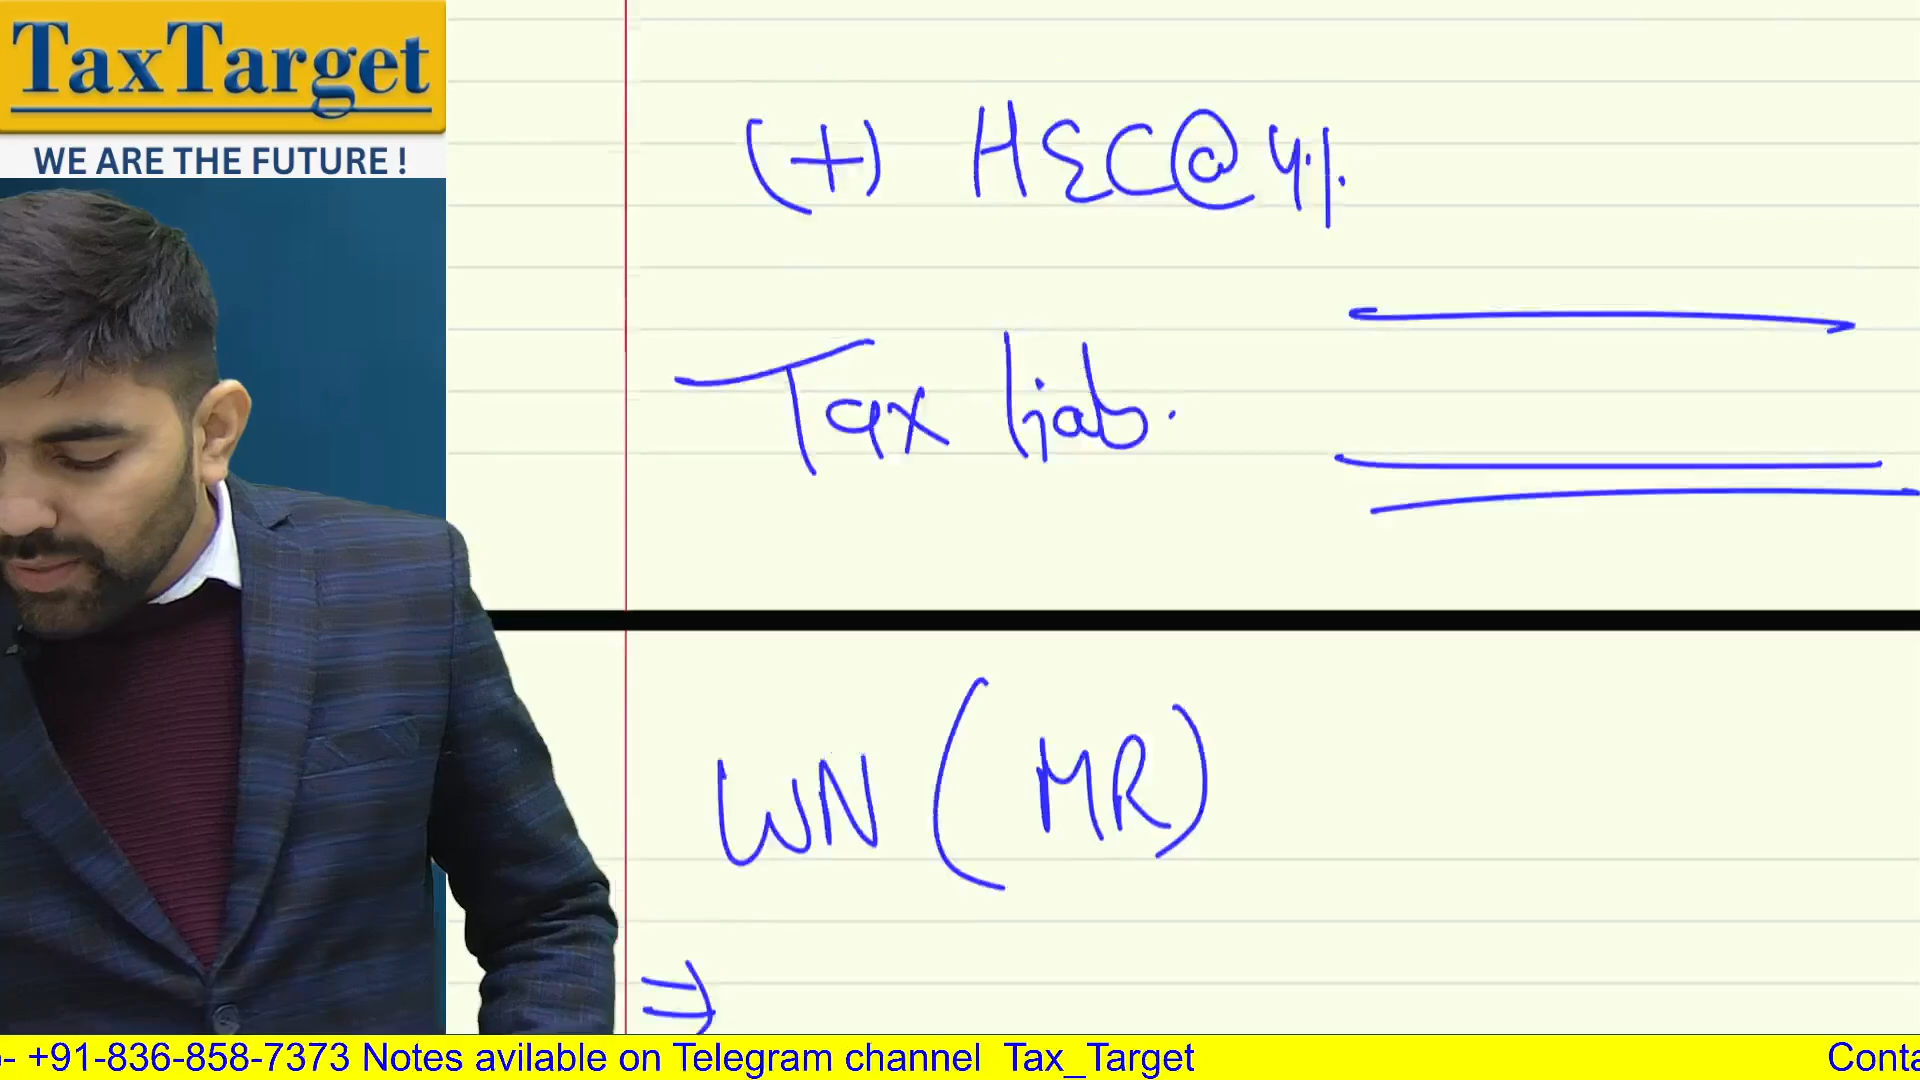 TaxTarget
WE ARE THE FUTURE !
(+) HEC@4%.
Tax liab.
WN (MR)
⇒
- +91-836-858-7373 Notes avilable on Telegram channel Tax_Target
Conta